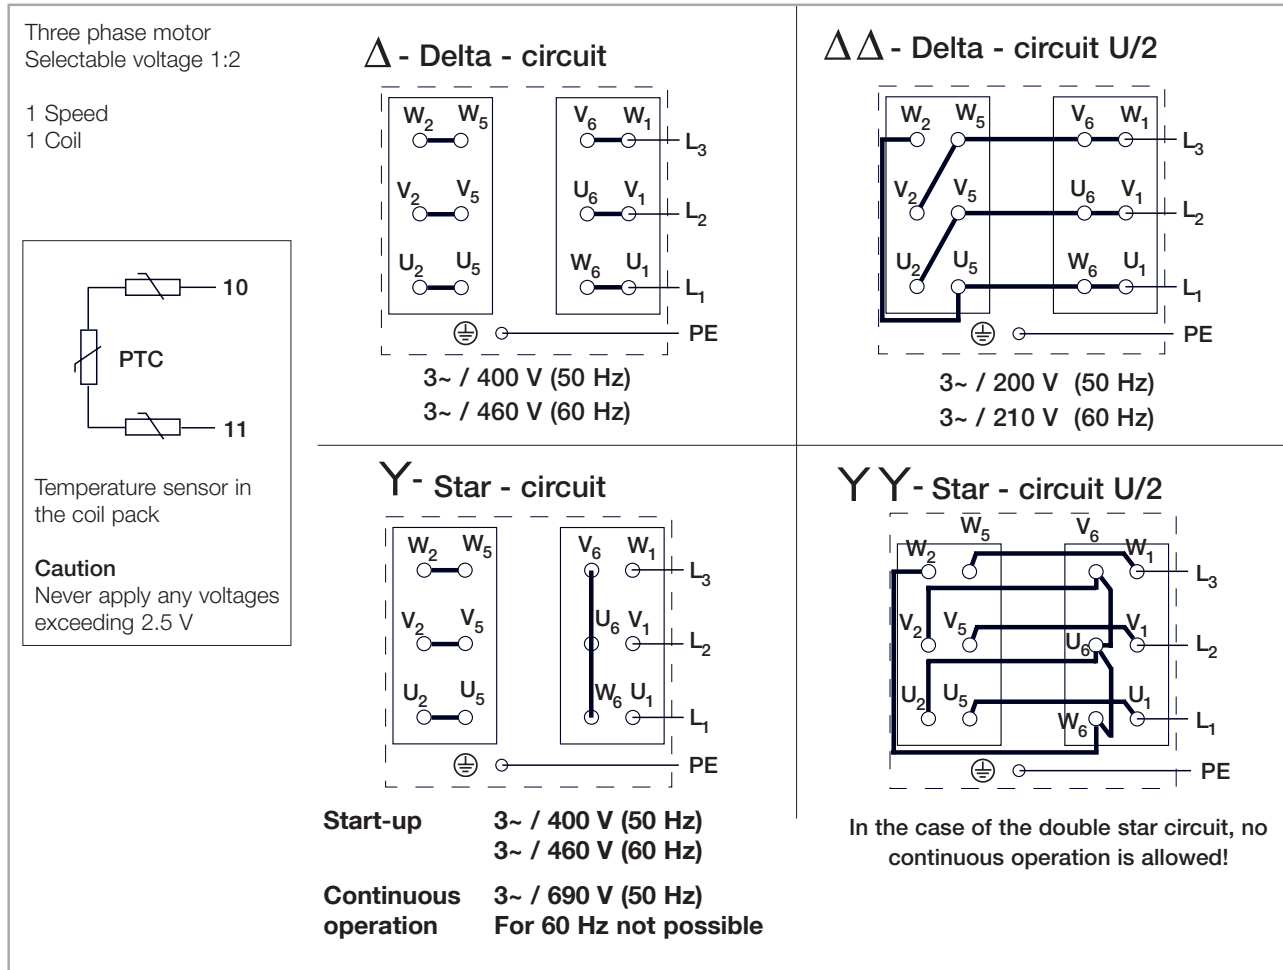 Three phase motor
Selectable voltage 1:2
1 Speed
1 Coil
10
PTC
11
Temperature sensor in
the coil pack
Caution
Never apply any voltages
exceeding 2.5 V
Δ - Delta - circuit
W2 W5 V6 W1 L3
V2 V5 U6 V1 L2
U2 U5 W6 U1 L1
PE
3~ / 400 V (50 Hz)
3~ / 460 V (60 Hz)
ΔΔ - Delta - circuit U/2
W2 W5 V6 W1 L3
V2 V5 U6 V1 L2
U2 U5 W6 U1 L1
PE
3~ / 200 V (50 Hz)
3~ / 210 V (60 Hz)
Y- Star - circuit
W2 W5 V6 W1 L3
V2 V5 U6 V1 L2
U2 U5 W6 U1 L1
PE
Start-up 3~ / 400 V (50 Hz)
3~ / 460 V (60 Hz)
Continuous 3~ / 690 V (50 Hz)
operation For 60 Hz not possible
Y Y- Star - circuit U/2
W2 W5 V6 W1 L3
V2 V5 U6 V1 L2
U2 U5 W6 U1 L1
PE
In the case of the double star circuit, no
continuous operation is allowed!